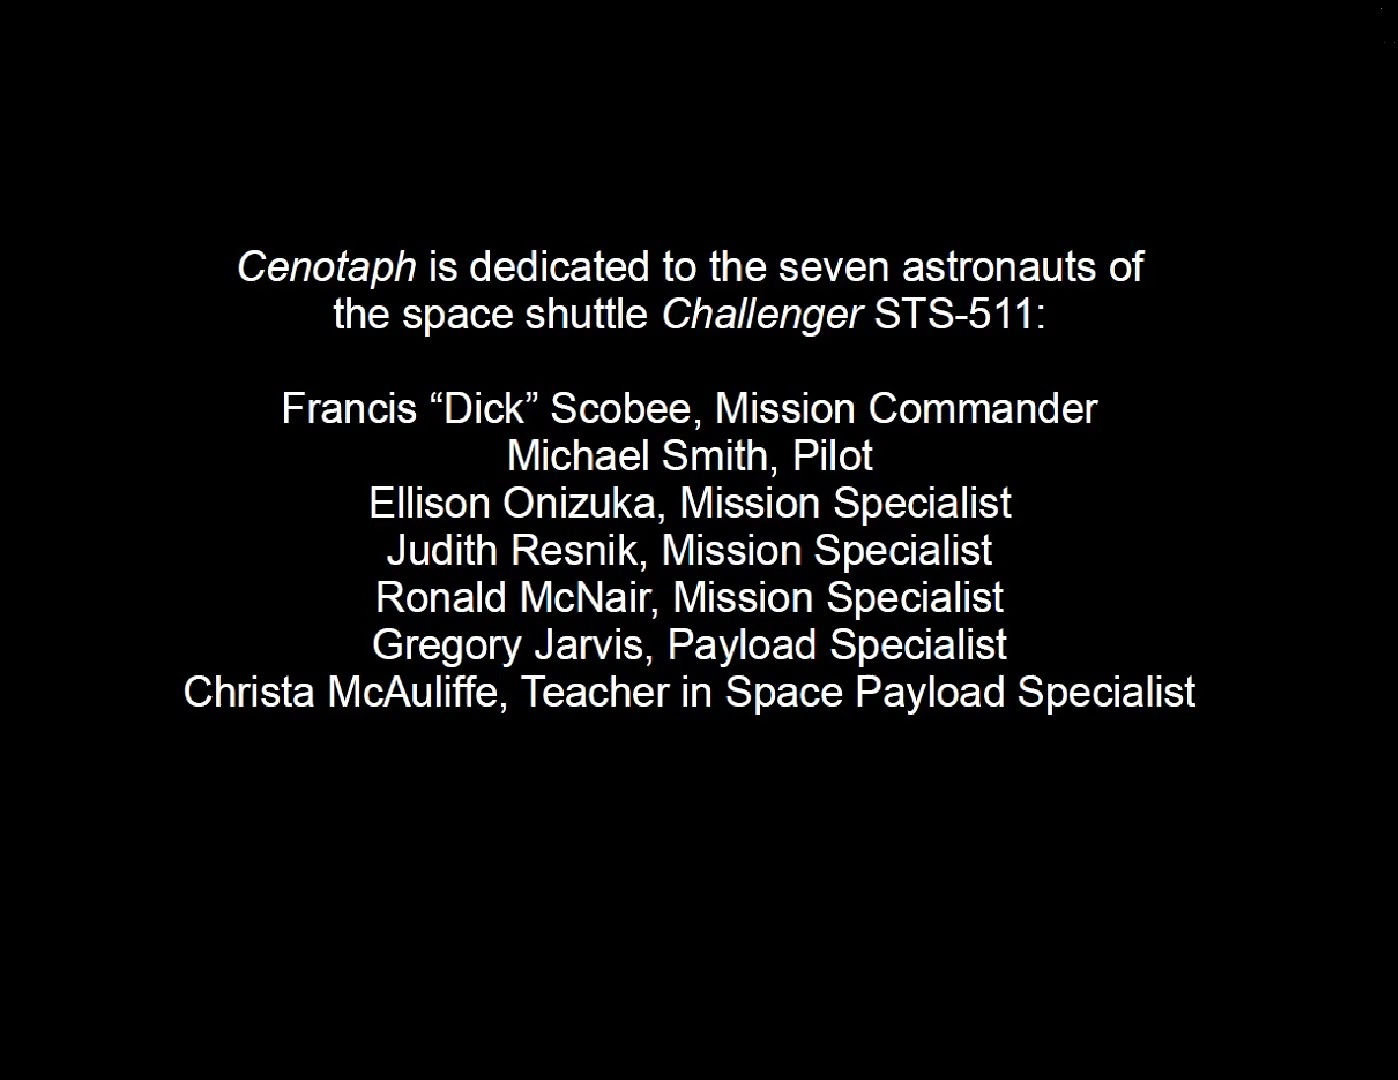 Cenotaph is dedicated to the seven astronauts of
the space shuttle Challenger STS-511:
Francis “Dick” Scobee, Mission Commander
Michael Smith, Pilot
Ellison Onizuka, Mission Specialist
Judith Resnik, Mission Specialist
Ronald McNair, Mission Specialist
Gregory Jarvis, Payload Specialist
Christa McAuliffe, Teacher in Space Payload Specialist